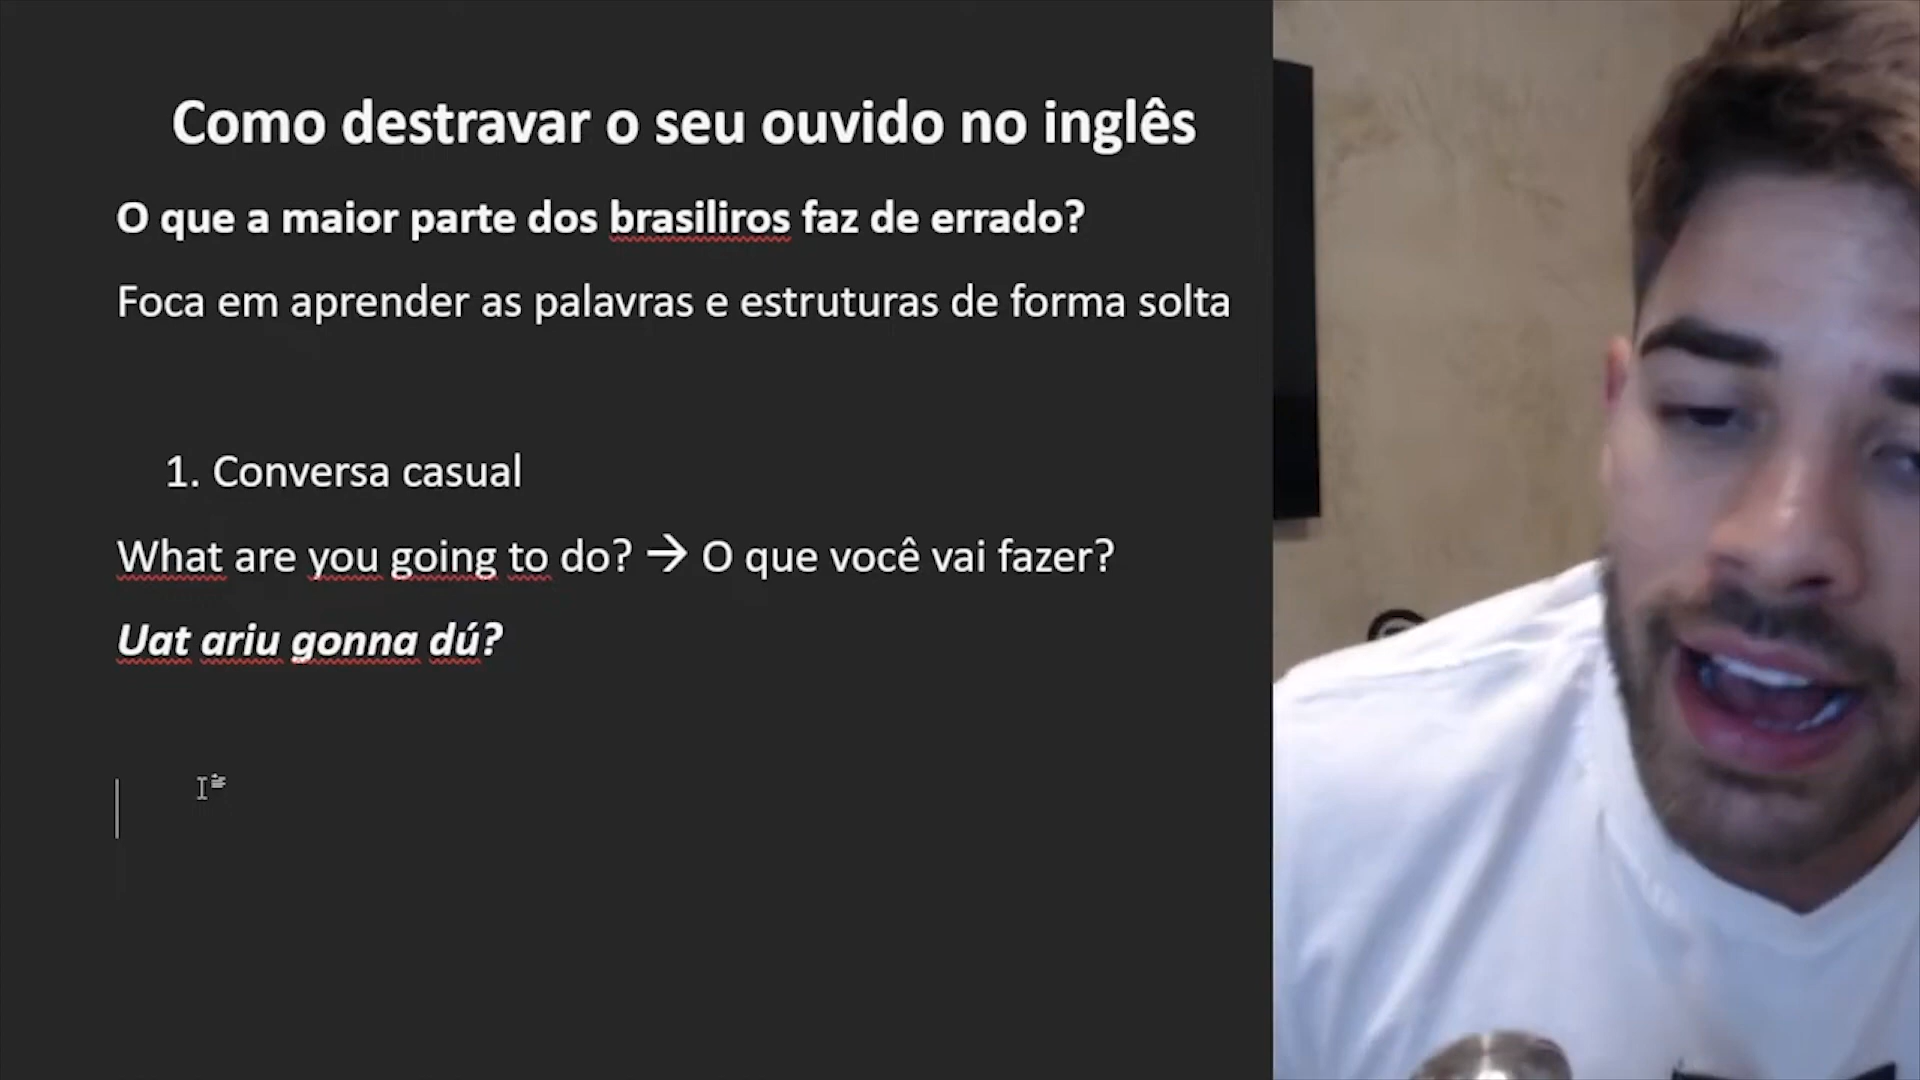 Como destravar o seu ouvido no inglês
O que a maior parte dos brasiliros faz de errado?
Foca em aprender as palavras e estruturas de forma solta
1. Conversa casual
What are you going to do? → O que você vai fazer?
Uat ariu gonna dú?